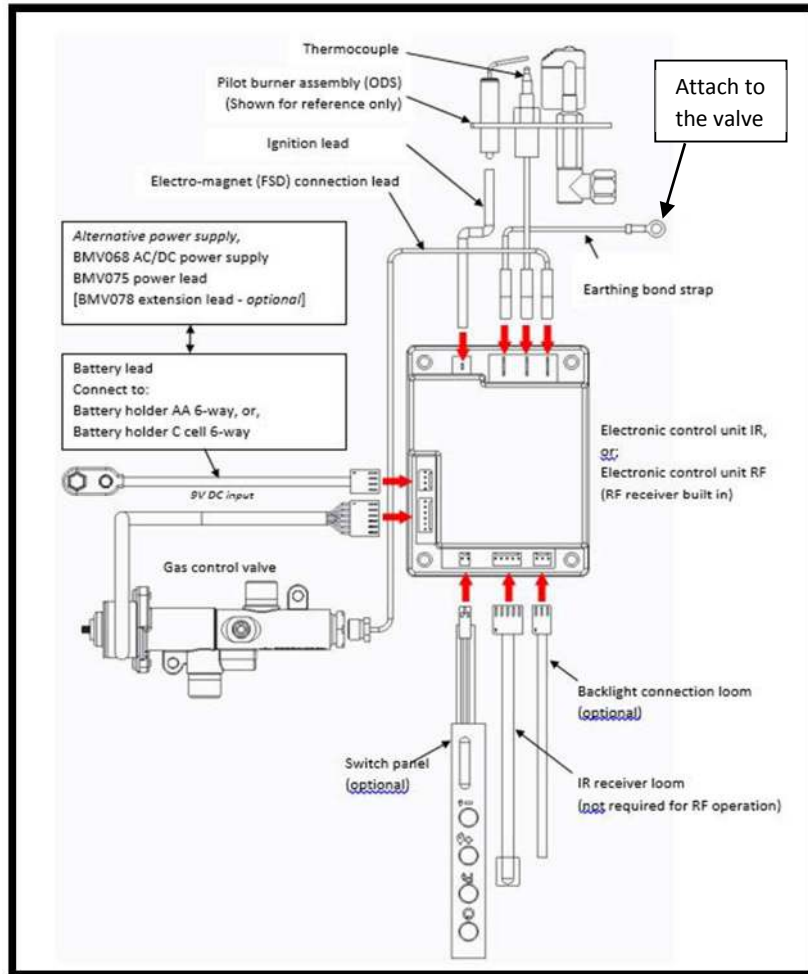 Thermocouple
Pilot burner assembly (ODS)
(Shown for reference only)
Attach to
the valve
Ignition lead
Electro-magnet (FSD) connection lead
Alternative power supply,
BMV068 AC/DC power supply
BMV075 power lead
[BMV078 extension lead - optional]
Earthing bond strap
Battery lead
Connect to:
Battery holder AA 6-way, or,
Battery holder C cell 6-way
Electronic control unit IR,
or:
Electronic control unit RF
(RF receiver built in)
9V DC input
Gas control valve
Backlight connection loom
(optional)
Switch panel
(optional)
IR receiver loom
(not required for RF operation)